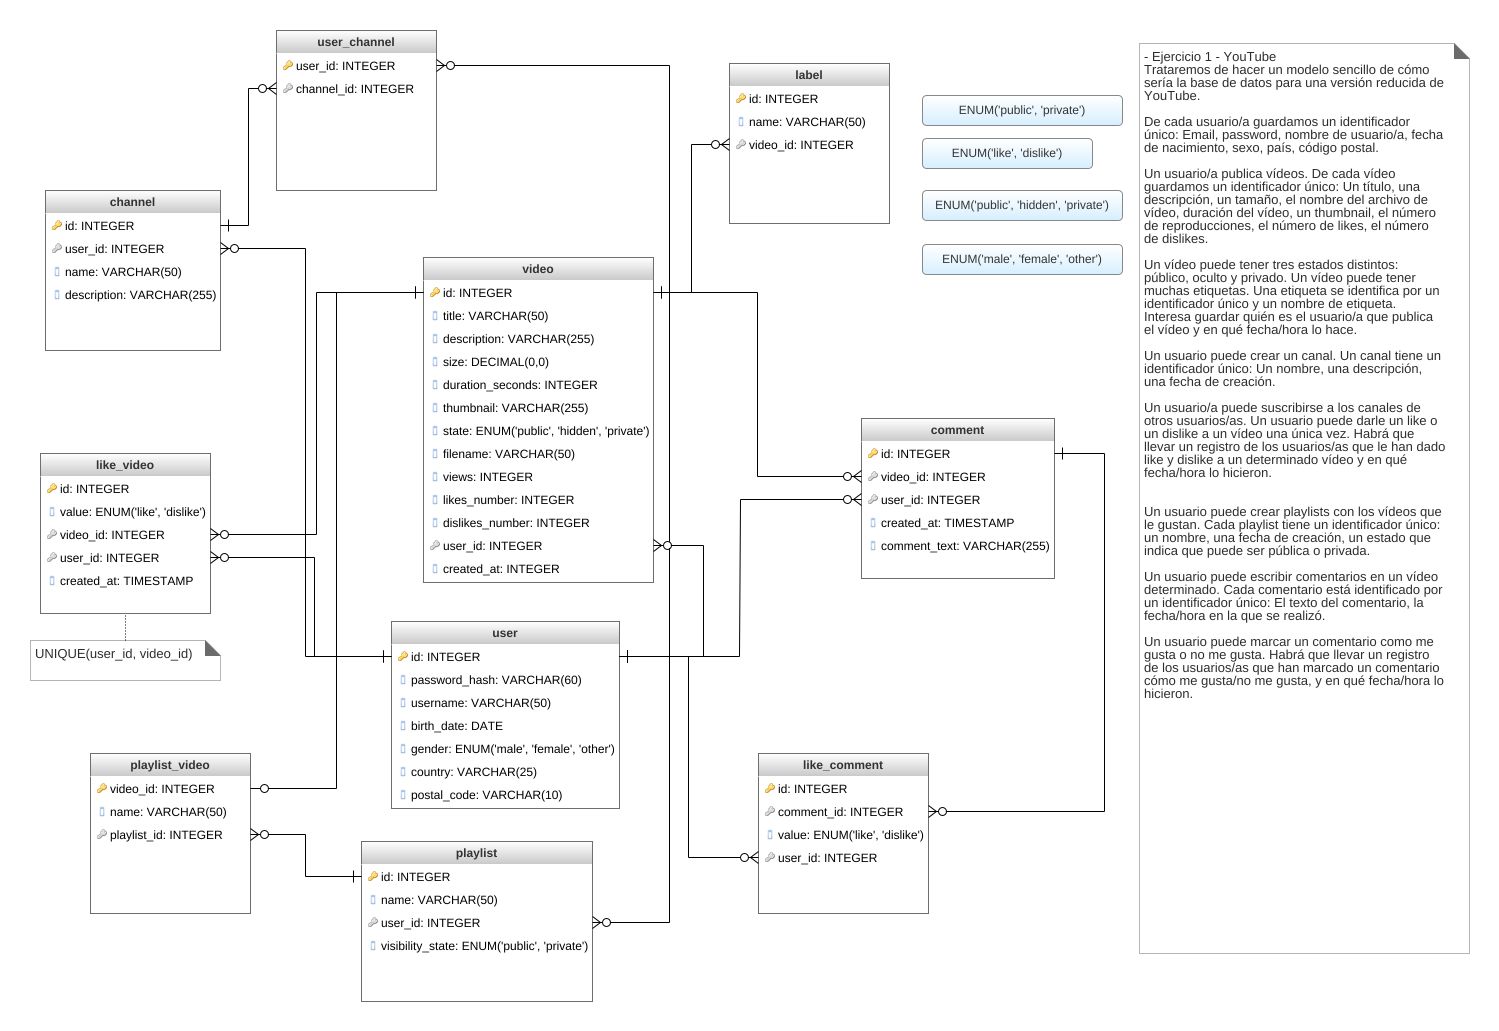 user_channel
user_id: INTEGER
channel_id: INTEGER
label
id: INTEGER
name: VARCHAR(50)
video_id: INTEGER
ENUM('public', 'private')
ENUM('like', 'dislike')
ENUM('public', 'hidden', 'private')
ENUM('male', 'female', 'other')
channel
id: INTEGER
user_id: INTEGER
name: VARCHAR(50)
description: VARCHAR(255)
video
id: INTEGER
title: VARCHAR(50)
description: VARCHAR(255)
size: DECIMAL(0,0)
duration_seconds: INTEGER
thumbnail: VARCHAR(255)
state: ENUM('public', 'hidden', 'private')
filename: VARCHAR(50)
views: INTEGER
likes_number: INTEGER
dislikes_number: INTEGER
user_id: INTEGER
created_at: INTEGER
comment
id: INTEGER
video_id: INTEGER
user_id: INTEGER
created_at: TIMESTAMP
comment_text: VARCHAR(255)
like_video
id: INTEGER
value: ENUM('like', 'dislike')
video_id: INTEGER
user_id: INTEGER
created_at: TIMESTAMP
UNIQUE(user_id, video_id)
user
id: INTEGER
password_hash: VARCHAR(60)
username: VARCHAR(50)
birth_date: DATE
gender: ENUM('male', 'female', 'other')
country: VARCHAR(25)
postal_code: VARCHAR(10)
playlist_video
video_id: INTEGER
name: VARCHAR(50)
playlist_id: INTEGER
playlist
id: INTEGER
name: VARCHAR(50)
user_id: INTEGER
visibility_state: ENUM('public', 'private')
like_comment
id: INTEGER
comment_id: INTEGER
value: ENUM('like', 'dislike')
user_id: INTEGER
- Ejercicio 1 - YouTube
Trataremos de hacer un modelo sencillo de cómo
sería la base de datos para una versión reducida de
YouTube.
De cada usuario/a guardamos un identificador
único: Email, password, nombre de usuario/a, fecha
de nacimiento, sexo, país, código postal.
Un usuario/a publica vídeos. De cada vídeo
guardamos un identificador único: Un título, una
descripción, un tamaño, el nombre del archivo de
vídeo, duración del vídeo, un thumbnail, el número
de reproducciones, el número de likes, el número
de dislikes.
Un vídeo puede tener tres estados distintos:
público, oculto y privado. Un vídeo puede tener
muchas etiquetas. Una etiqueta se identifica por un
identificador único y un nombre de etiqueta.
Interesa guardar quién es el usuario/a que publica
el vídeo y en qué fecha/hora lo hace.
Un usuario puede crear un canal. Un canal tiene un
identificador único: Un nombre, una descripción,
una fecha de creación.
Un usuario/a puede suscribirse a los canales de
otros usuarios/as. Un usuario puede darle un like o
un dislike a un vídeo una única vez. Habrá que
llevar un registro de los usuarios/as que le han dado
like y dislike a un determinado vídeo y en qué
fecha/hora lo hicieron.
Un usuario puede crear playlists con los vídeos que
le gustan. Cada playlist tiene un identificador único:
un nombre, una fecha de creación, un estado que
indica que puede ser pública o privada.
Un usuario puede escribir comentarios en un vídeo
determinado. Cada comentario está identificado por
un identificador único: El texto del comentario, la
fecha/hora en la que se realizó.
Un usuario puede marcar un comentario como me
gusta o no me gusta. Habrá que llevar un registro
de los usuarios/as que han marcado un comentario
cómo me gusta/no me gusta, y en qué fecha/hora lo
hicieron.